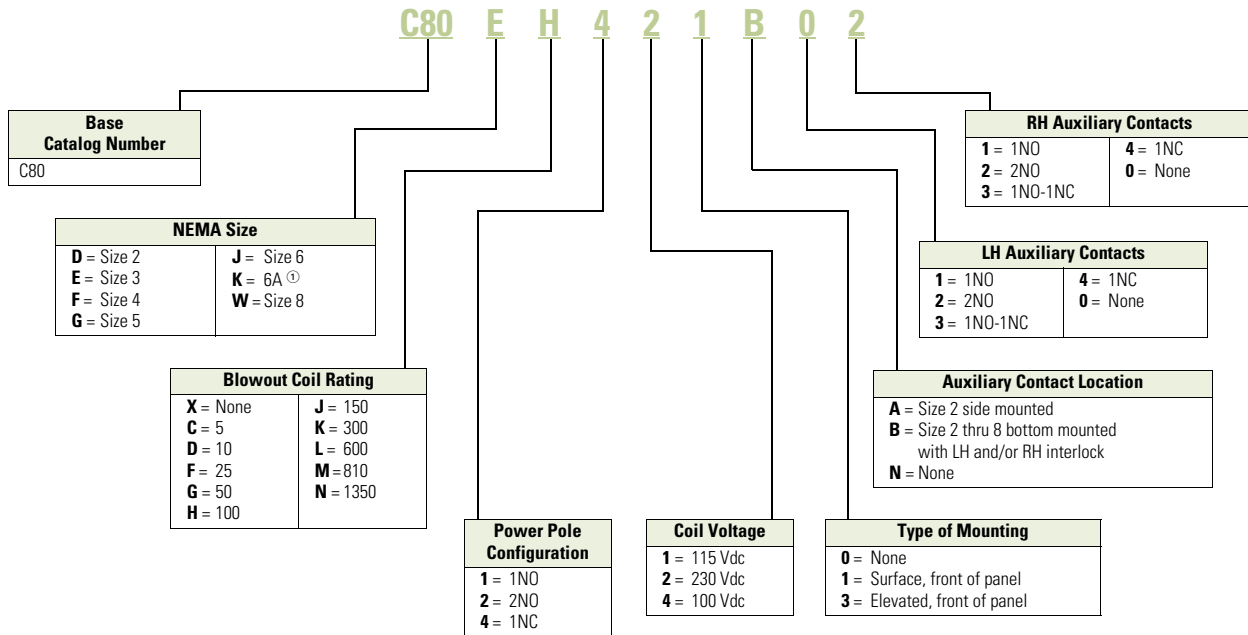 C80 E H 4 2 1 B 0 2
Base
Catalog Number
C80
RH Auxiliary Contacts
1 = 1NO
2 = 2NO
3 = 1NO-1NC
4 = 1NC
0 = None
NEMA Size
D = Size 2
E = Size 3
F = Size 4
G = Size 5
J = Size 6
K = 6A ①
W = Size 8
LH Auxiliary Contacts
1 = 1NO
2 = 2NO
3 = 1NO-1NC
4 = 1NC
0 = None
Blowout Coil Rating
X = None
C = 5
D = 10
F = 25
G = 50
H = 100
J = 150
K = 300
L = 600
M = 810
N = 1350
Auxiliary Contact Location
A = Size 2 side mounted
B = Size 2 thru 8 bottom mounted
with LH and/or RH interlock
N = None
Power Pole
Configuration
1 = 1NO
2 = 2NO
4 = 1NC
Coil Voltage
1 = 115 Vdc
2 = 230 Vdc
4 = 100 Vdc
Type of Mounting
0 = None
1 = Surface, front of panel
3 = Elevated, front of panel